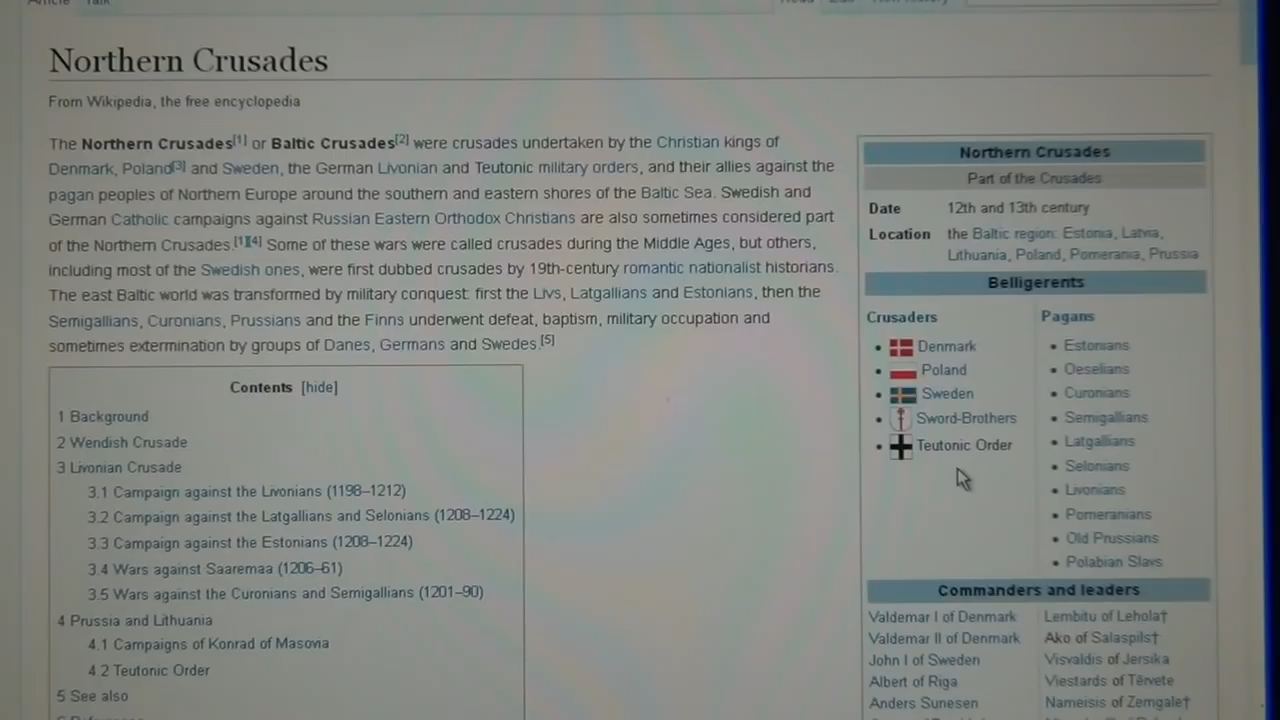 Northern Crusades
From Wikipedia, the free encyclopedia
The Northern Crusades[1] or Baltic Crusades[2] were crusades undertaken by the Christian kings of
Denmark, Poland[3] and Sweden, the German Livonian and Teutonic military orders, and their allies against the
pagan peoples of Northern Europe around the southern and eastern shores of the Baltic Sea. Swedish and
German Catholic campaigns against Russian Eastern Orthodox Christians are also sometimes considered part
of the Northern Crusades.[1][4] Some of these wars were called crusades during the Middle Ages, but others,
including most of the Swedish ones, were first dubbed crusades by 19th-century romantic nationalist historians.
The east Baltic world was transformed by military conquest: first the Livs, Latgallians and Estonians, then the
Semigallians, Curonians, Prussians and the Finns underwent defeat, baptism, military occupation and
sometimes extermination by groups of Danes, Germans and Swedes.[5]
Contents [hide]
1 Background
2 Wendish Crusade
3 Livonian Crusade
3.1 Campaign against the Livonians (1198–1212)
3.2 Campaign against the Latgallians and Selonians (1208–1224)
3.3 Campaign against the Estonians (1208–1224)
3.4 Wars against Saaremaa (1206–61)
3.5 Wars against the Curonians and Semigallians (1201–90)
4 Prussia and Lithuania
4.1 Campaigns of Konrad of Masovia
4.2 Teutonic Order
5 See also
Northern Crusades
Part of the Crusades
Date 12th and 13th century
Location the Baltic region: Estonia, Latvia,
Lithuania, Poland, Pomerania, Prussia
Belligerents
Crusaders
• Denmark
• Poland
• Sweden
• Sword-Brothers
• Teutonic Order
Pagans
• Estonians
• Oeselians
• Curonians
• Semigallians
• Latgallians
• Selonians
• Livonians
• Pomeranians
• Old Prussians
• Polabian Slavs
Commanders and leaders
Valdemar I of Denmark
Valdemar II of Denmark
John I of Sweden
Albert of Riga
Anders Sunesen
Lembitu of Lehola†
Ako of Salaspils†
Visvaldis of Jersika
Viestards of Tērvete
Nameisis of Zemgale†